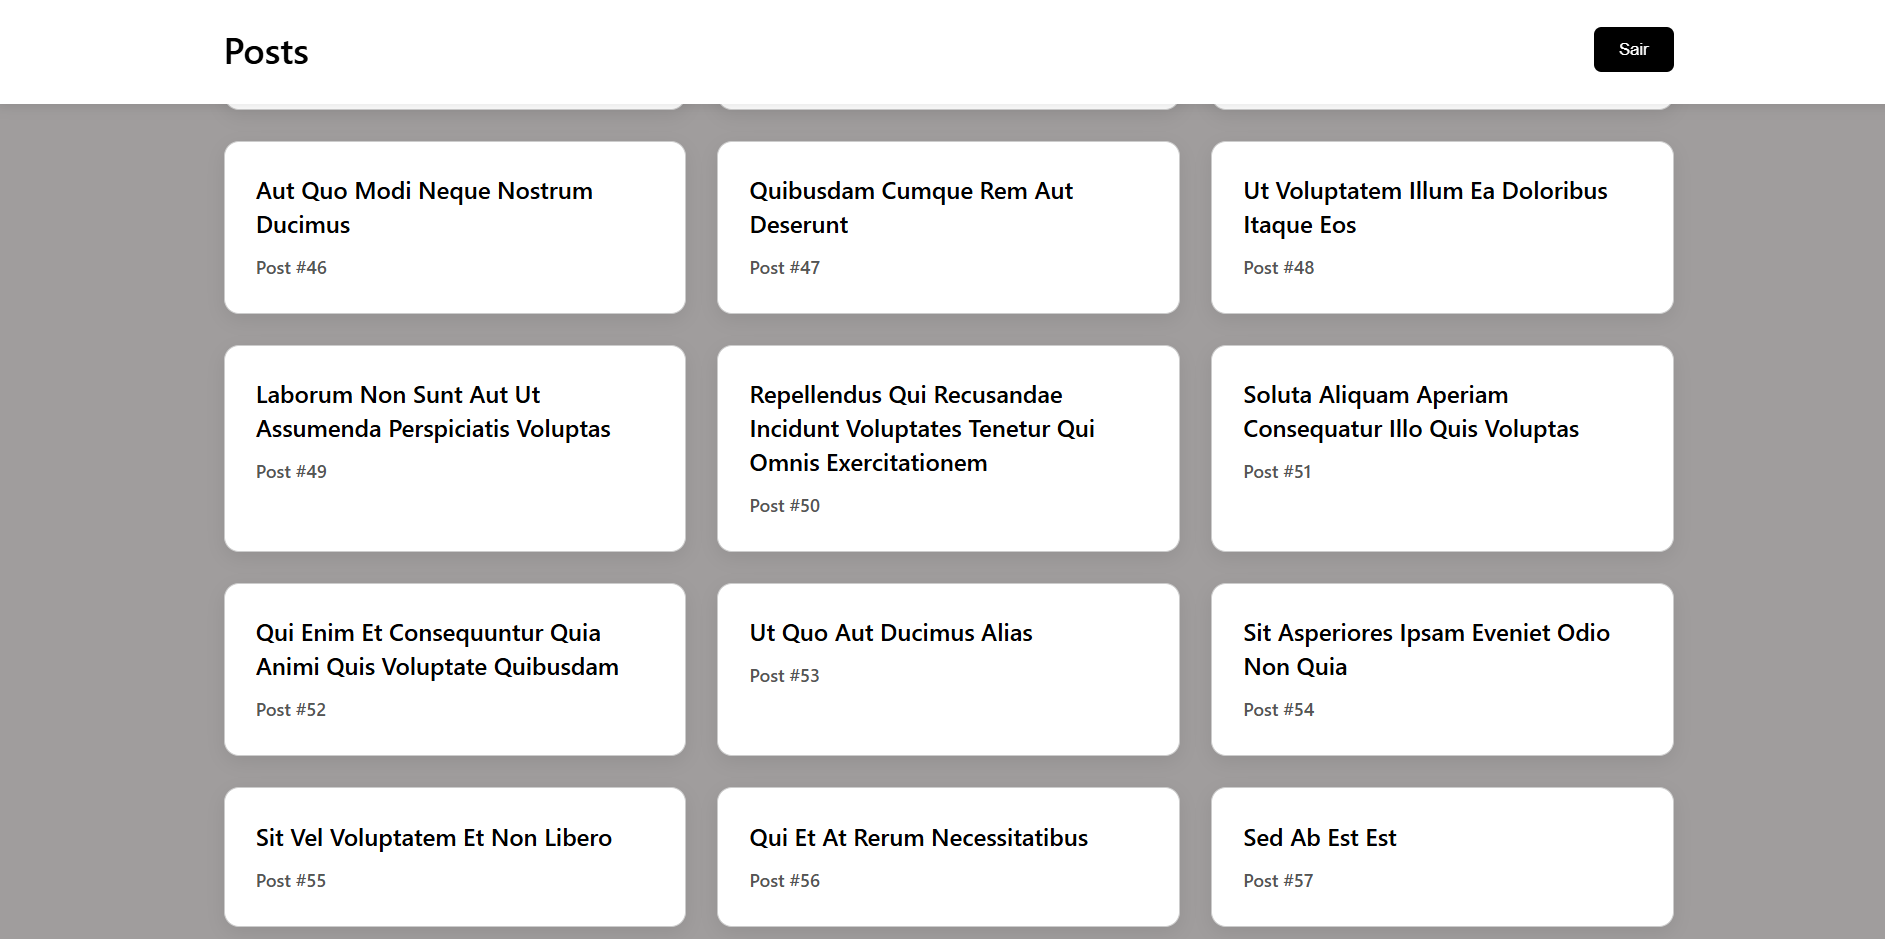 Posts
Sair
Aut Quo Modi Neque Nostrum
Ducimus
Post #46
Quibusdam Cumque Rem Aut
Deserunt
Post #47
Ut Voluptatem Illum Ea Doloribus
Itaque Eos
Post #48
Laborum Non Sunt Aut Ut
Assumenda Perspiciatis Voluptas
Post #49
Repellendus Qui Recusandae
Incidunt Voluptates Tenetur Qui
Omnis Exercitationem
Post #50
Soluta Aliquam Aperiam
Consequatur Illo Quis Voluptas
Post #51
Qui Enim Et Consequuntur Quia
Animi Quis Voluptate Quibusdam
Post #52
Ut Quo Aut Ducimus Alias
Post #53
Sit Asperiores Ipsam Eveniet Odio
Non Quia
Post #54
Sit Vel Voluptatem Et Non Libero
Post #55
Qui Et At Rerum Necessitatibus
Post #56
Sed Ab Est Est
Post #57